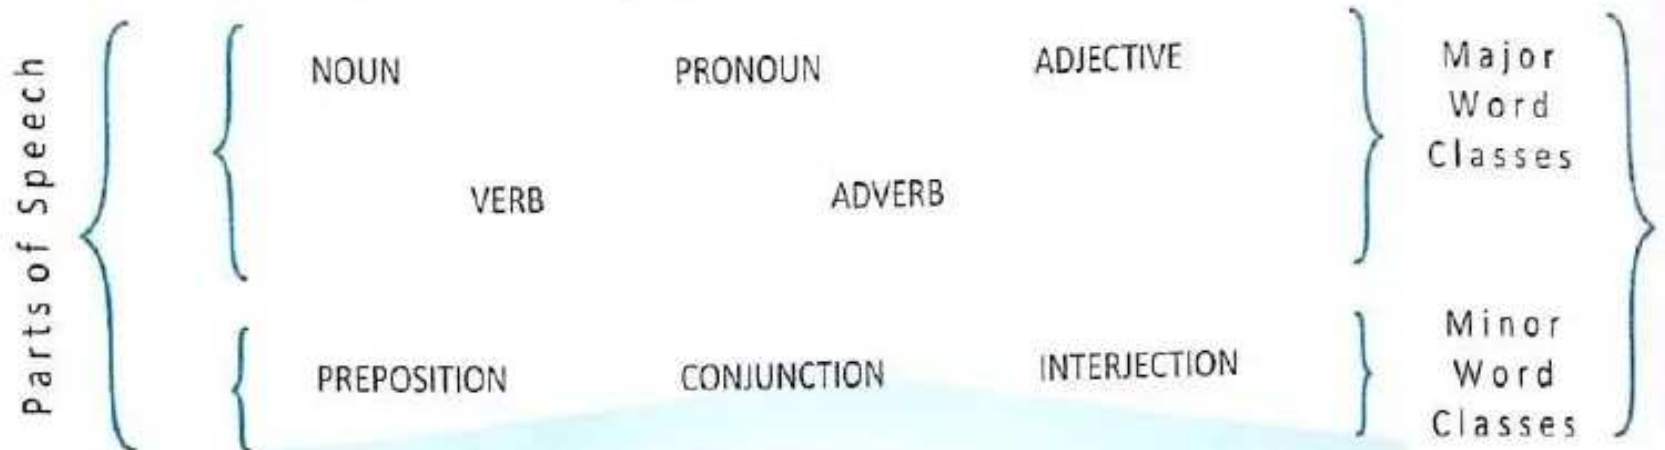 Parts of Speech
NOUN PRONOUN ADJECTIVE
VERB ADVERB
Major
Word
Classes
PREPOSITION CONJUNCTION INTERJECTION
Minor
Word
Classes